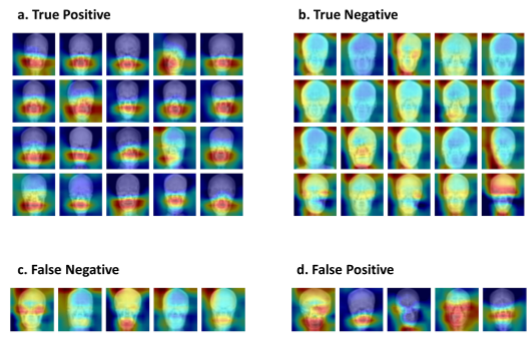 a. True Positive
b. True Negative
c. False Negative
d. False Positive